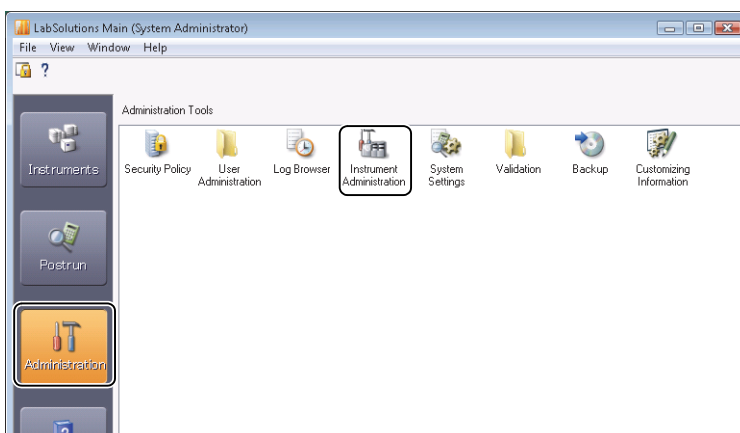 LabSolutions Main (System Administrator)
File View Window Help
?
Administration Tools
Instruments
Security Policy
User
Administration
Log Browser
Instrument
Administration
System
Settings
Validation
Backup
Customizing
Information
Postrun
Administration
?